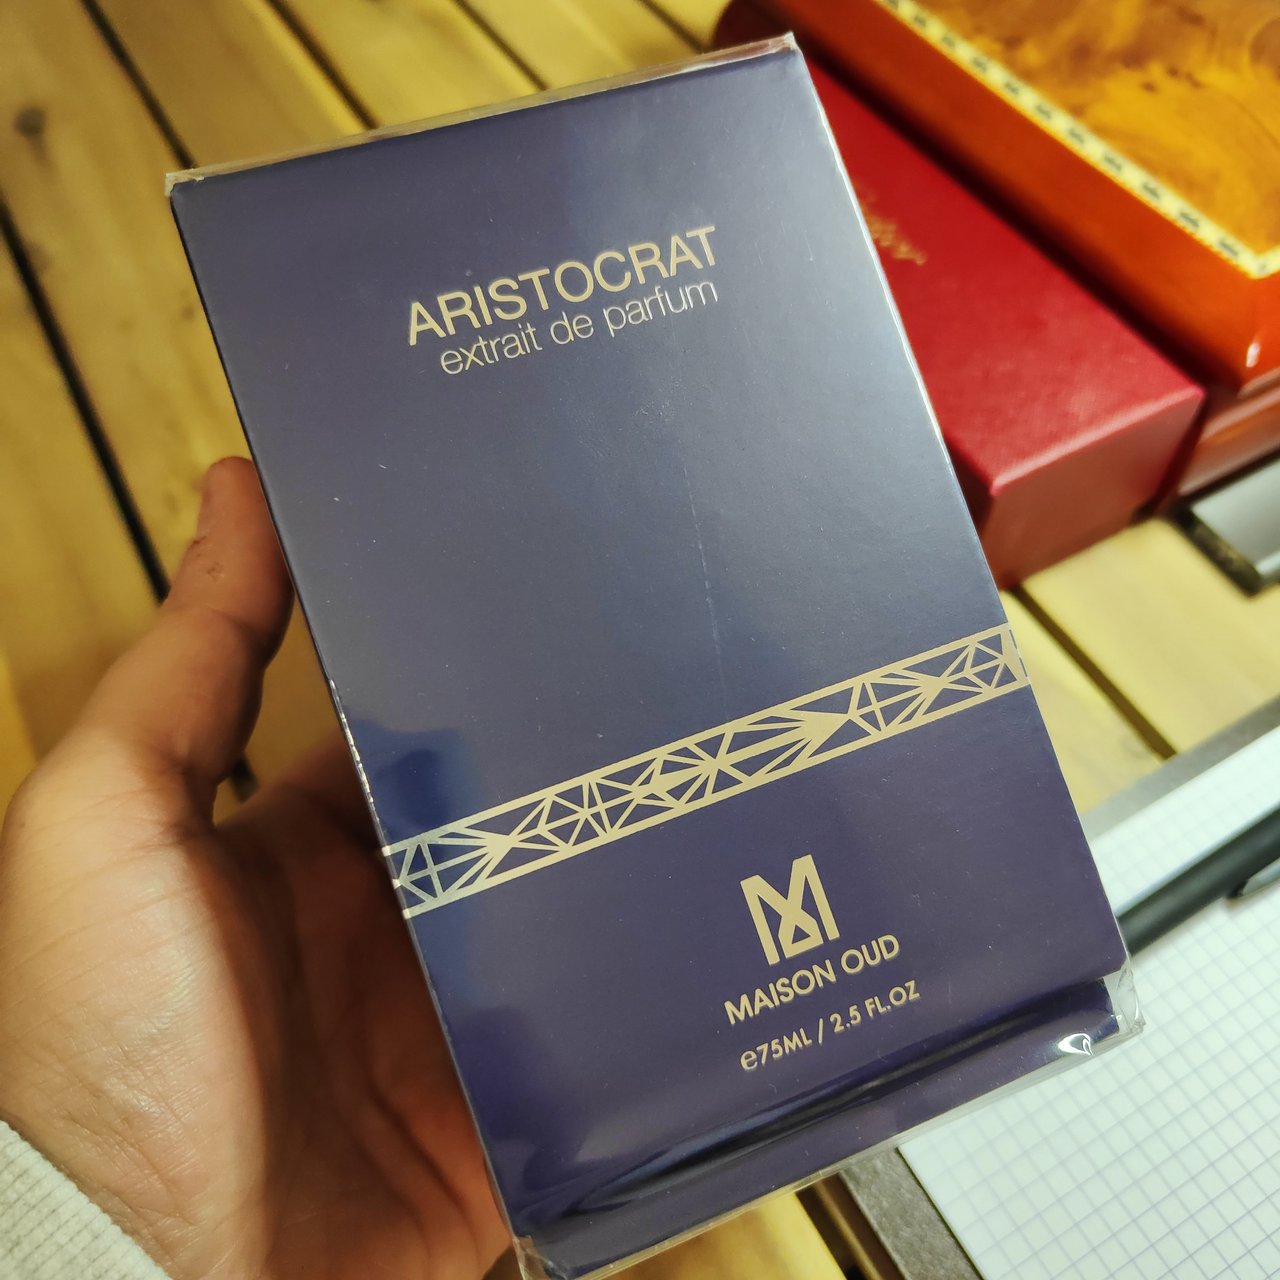 ARISTOCRAT
extrait de parfum
MAISON OUD
e75ML / 2.5 FL.OZ